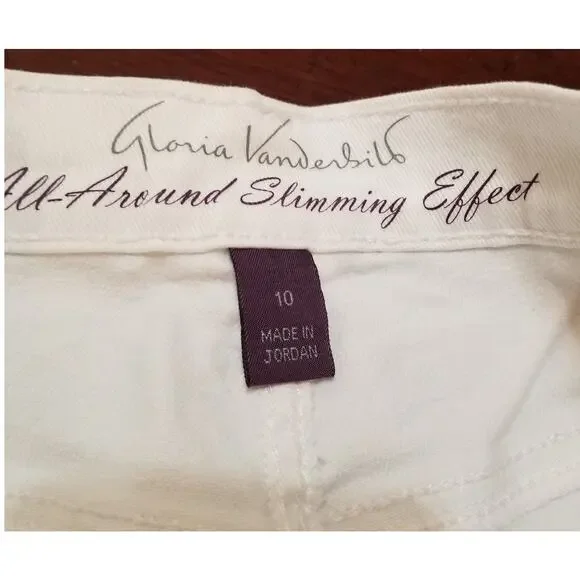 Gloria Vanderbilt
All-Around Slimming Effect
10
MADE IN
JORDAN